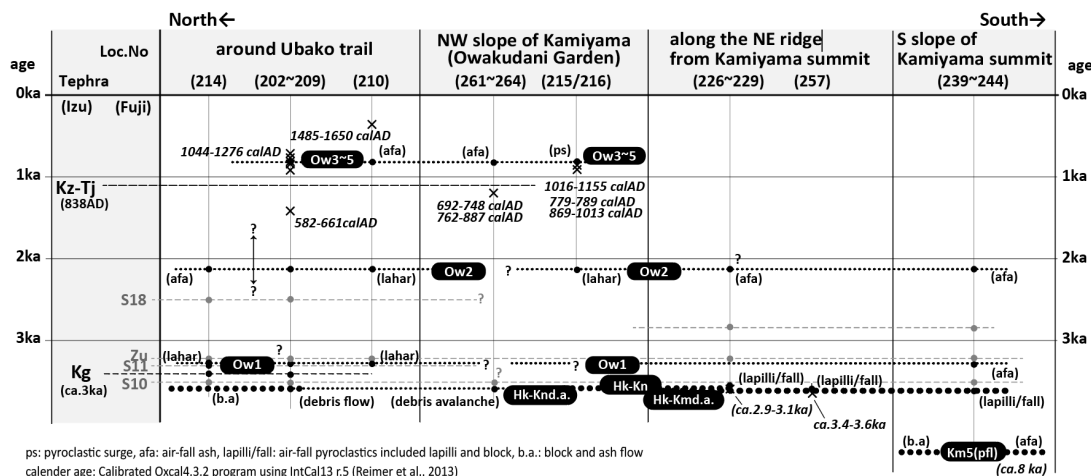 North← South→
Loc.No around Ubako trail NW slope of Kamiyama (Owakudani Garden) along the NE ridge from Kamiyama summit S slope of Kamiyama summit
age Tephra (214) (202~209) (210) (261~264) (215/216) (226~229) (257) (239~244) age
0ka (Izu) (Fuji) 0ka
1485-1650 calAD
1044-1276 calAD Ow3~5 (afa) (afa) (ps) Ow3~5
1ka 1ka
Kz-Tj
(838AD)
1016-1155 calAD
692-748 calAD 779-789 calAD
762-887 calAD 869-1013 calAD
582-661calAD
?
2ka 2ka
(afa) (lahar) Ow2 ? (lahar) Ow2 ? (afa) (afa)
?
S18 ?
3ka 3ka
Zu ?
(lahar) Ow1 (lahar) ? Ow1
S11 ? (afa)
Kg ?
(ca.3ka) S10 Hk-Kn (lapilli/fall) (lapilli/fall)
(b.a) (debris flow) (debris avalanche) Hk-Knd.a. Hk-Kmd.a. (lapilli/fall)
(ca.2.9-3.1ka)
ca.3.4-3.6ka
(b.a) Km5(pfl) (afa)
(ca.8 ka)
ps: pyroclastic surge, afa: air-fall ash, lapilli/fall: air-fall pyroclastics included lapilli and block, b.a.: block and ash flow
calender age: Calibrated Oxcal4.3.2 program using IntCal13 r.5 (Reimer et al., 2013)